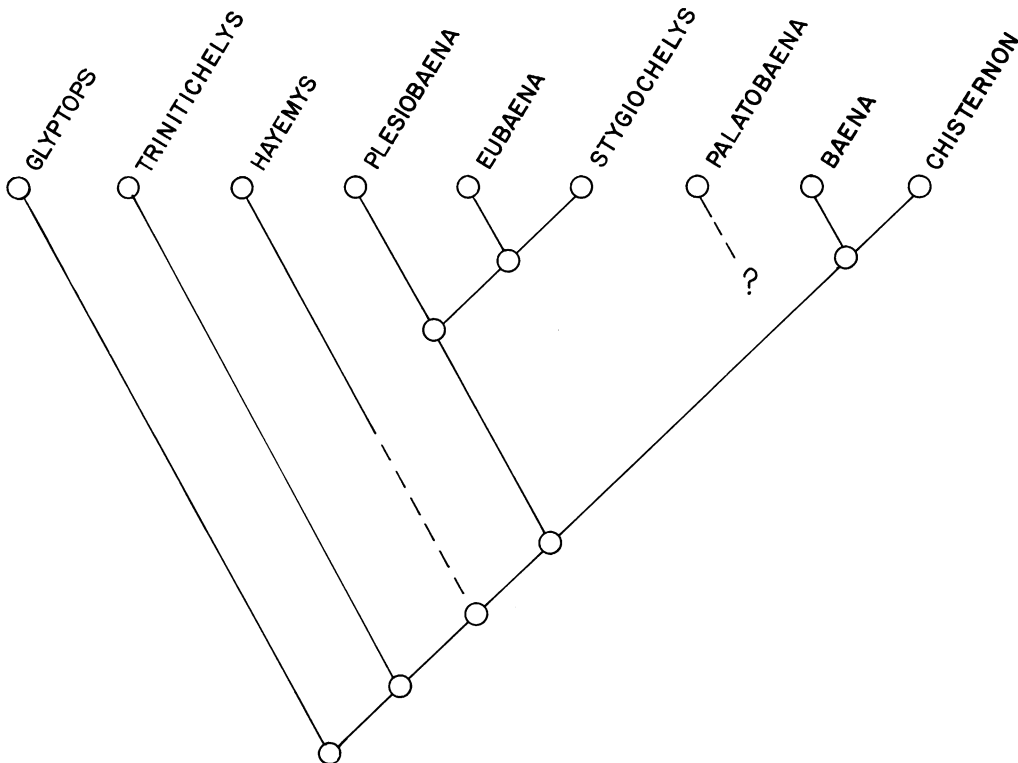 GLYPTOPS
TRINITICHELYS
HAYEMYS
PLESIOBAENA
EUBAENA
STYGIOCHELYS
PALATOBAENA
BAENA
CHISTERNON
?